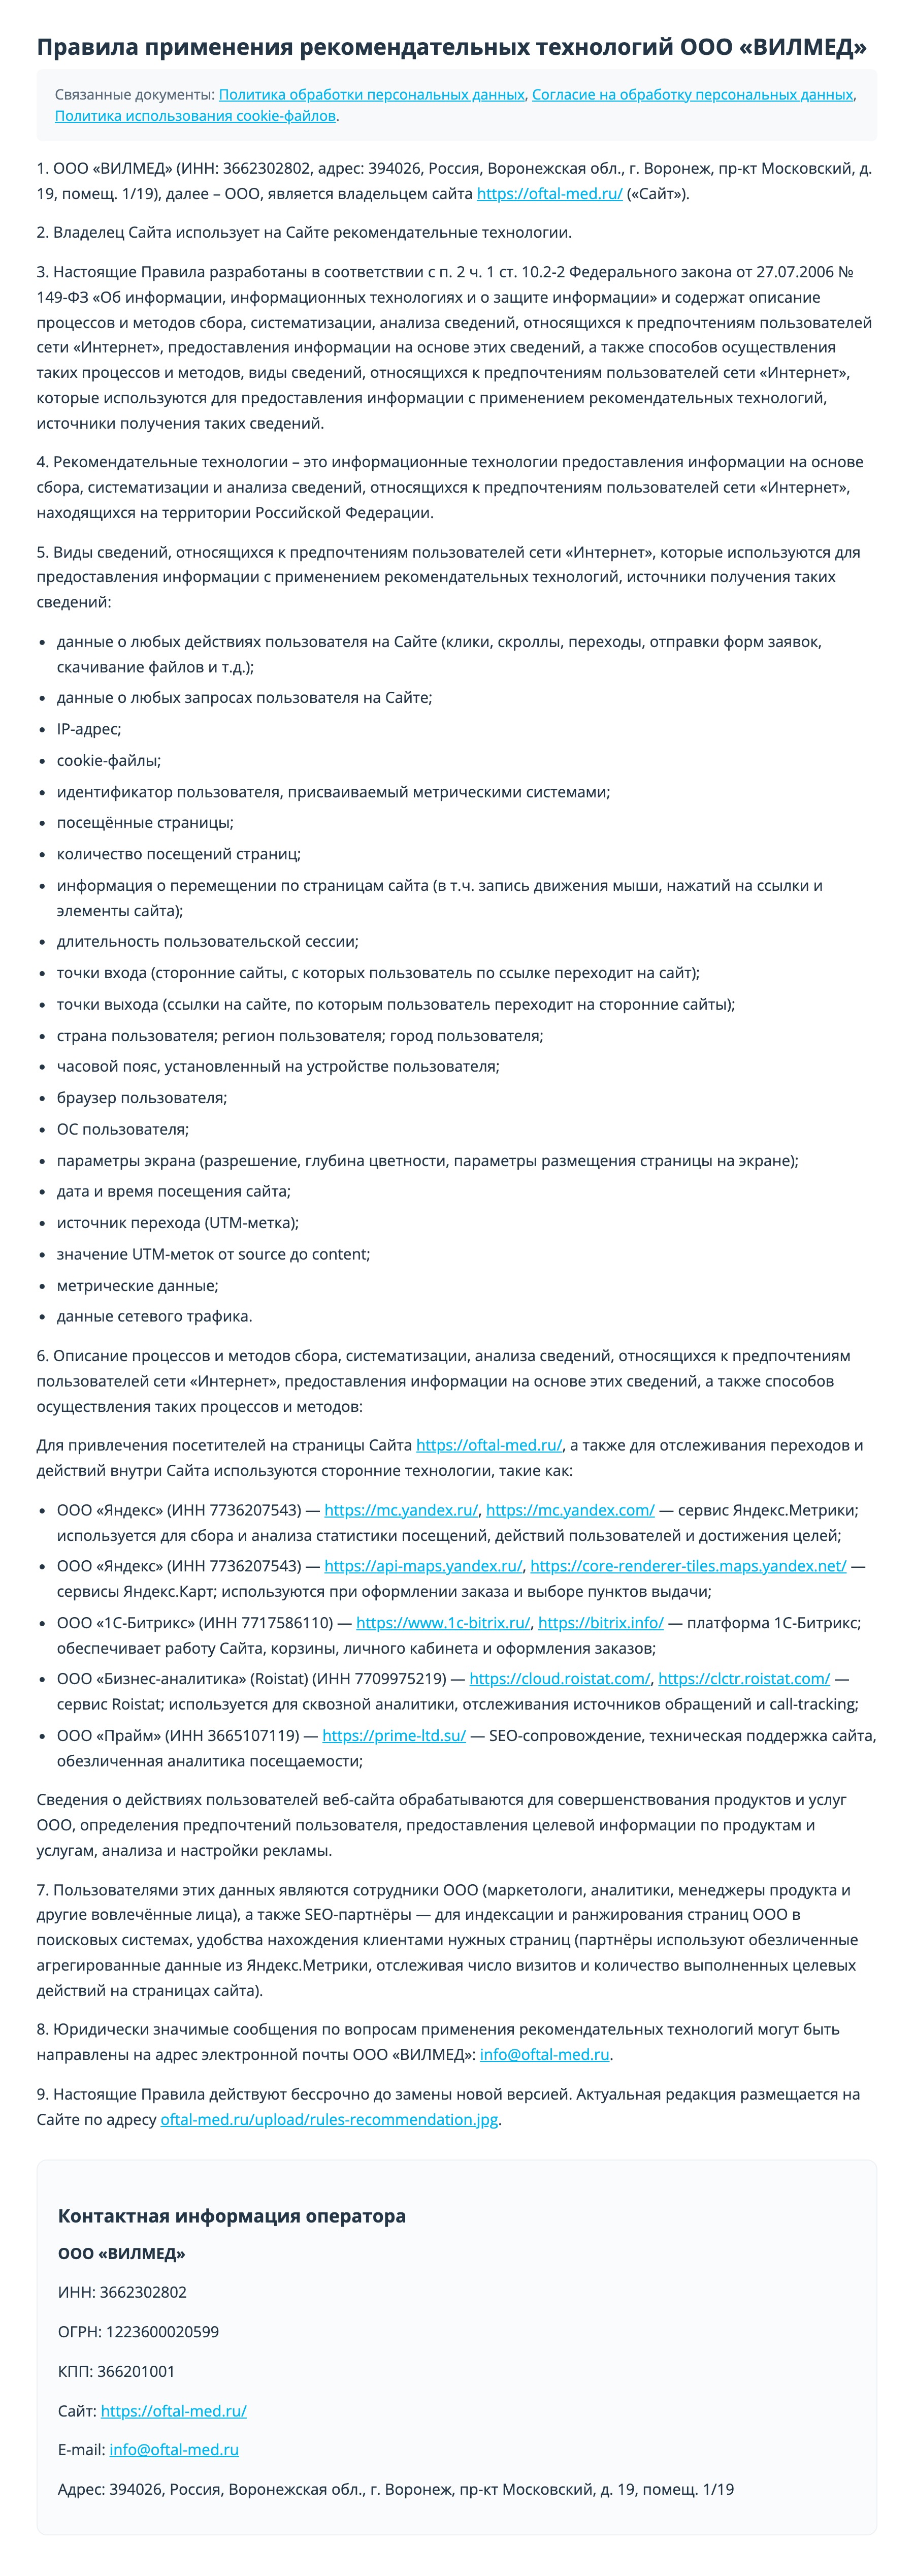 Правила применения рекомендательных технологий ООО «ВИЛМЕД»
Связанные документы: Политика обработки персональных данных, Согласие на обработку персональных данных,
Политика использования cookie-файлов.
1. ООО «ВИЛМЕД» (ИНН: 3662302802, адрес: 394026, Россия, Воронежская обл., г. Воронеж, пр-кт Московский, д.
19, помещ. 1/19), далее – ООО, является владельцем сайта https://oftal-med.ru/ («Сайт»).
2. Владелец Сайта использует на Сайте рекомендательные технологии.
3. Настоящие Правила разработаны в соответствии с п. 2 ч. 1 ст. 10.2-2 Федерального закона от 27.07.2006 №
149-ФЗ «Об информации, информационных технологиях и о защите информации» и содержат описание
процессов и методов сбора, систематизации, анализа сведений, относящихся к предпочтениям пользователей
сети «Интернет», предоставления информации на основе этих сведений, а также способов осуществления
таких процессов и методов, виды сведений, относящихся к предпочтениям пользователей сети «Интернет»,
которые используются для предоставления информации с применением рекомендательных технологий,
источники получения таких сведений.
4. Рекомендательные технологии – это информационные технологии предоставления информации на основе
сбора, систематизации и анализа сведений, относящихся к предпочтениям пользователей сети «Интернет»,
находящихся на территории Российской Федерации.
5. Виды сведений, относящихся к предпочтениям пользователей сети «Интернет», которые используются для
предоставления информации с применением рекомендательных технологий, источники получения таких
сведений:
• данные о любых действиях пользователя на Сайте (клики, скроллы, переходы, отправки форм заявок,
скачивание файлов и т.д.);
• данные о любых запросах пользователя на Сайте;
• IP-адрес;
• cookie-файлы;
• идентификатор пользователя, присваиваемый метрическими системами;
• посещённые страницы;
• количество посещений страниц;
• информация о перемещении по страницам сайта (в т.ч. запись движения мыши, нажатий на ссылки и
элементы сайта);
• длительность пользовательской сессии;
• точки входа (сторонние сайты, с которых пользователь по ссылке переходит на сайт);
• точки выхода (ссылки на сайте, по которым пользователь переходит на сторонние сайты);
• страна пользователя; регион пользователя; город пользователя;
• часовой пояс, установленный на устройстве пользователя;
• браузер пользователя;
• ОС пользователя;
• параметры экрана (разрешение, глубина цветности, параметры размещения страницы на экране);
• дата и время посещения сайта;
• источник перехода (UTM-метка);
• значение UTM-меток от source до content;
• метрические данные;
• данные сетевого трафика.
6. Описание процессов и методов сбора, систематизации, анализа сведений, относящихся к предпочтениям
пользователей сети «Интернет», предоставления информации на основе этих сведений, а также способов
осуществления таких процессов и методов:
Для привлечения посетителей на страницы Сайта https://oftal-med.ru/, а также для отслеживания переходов и
действий внутри Сайта используются сторонние технологии, такие как:
• ООО «Яндекс» (ИНН 7736207543) — https://mc.yandex.ru/, https://mc.yandex.com/ — сервис Яндекс.Метрики;
используется для сбора и анализа статистики посещений, действий пользователей и достижения целей;
• ООО «Яндекс» (ИНН 7736207543) — https://api-maps.yandex.ru/, https://core-renderer-tiles.maps.yandex.net/ —
сервисы Яндекс.Карт; используются при оформлении заказа и выборе пунктов выдачи;
• ООО «1С-Битрикс» (ИНН 7717586110) — https://www.1c-bitrix.ru/, https://bitrix.info/ — платформа 1С-Битрикс;
обеспечивает работу Сайта, корзины, личного кабинета и оформления заказов;
• ООО «Бизнес-аналитика» (Roistat) (ИНН 7709975219) — https://cloud.roistat.com/, https://clctr.roistat.com/ —
сервис Roistat; используется для сквозной аналитики, отслеживания источников обращений и call-tracking;
• ООО «Прайм» (ИНН 3665107119) — https://prime-ltd.su/ — SEO-сопровождение, техническая поддержка сайта,
обезличенная аналитика посещаемости;
Сведения о действиях пользователей веб-сайта обрабатываются для совершенствования продуктов и услуг
ООО, определения предпочтений пользователя, предоставления целевой информации по продуктам и
услугам, анализа и настройки рекламы.
7. Пользователями этих данных являются сотрудники ООО (маркетологи, аналитики, менеджеры продукта и
другие вовлечённые лица), а также SEO-партнёры — для индексации и ранжирования страниц ООО в
поисковых системах, удобства нахождения клиентами нужных страниц (партнёры используют обезличенные
агрегированные данные из Яндекс.Метрики, отслеживая число визитов и количество выполненных целевых
действий на страницах сайта).
8. Юридически значимые сообщения по вопросам применения рекомендательных технологий могут быть
направлены на адрес электронной почты ООО «ВИЛМЕД»: info@oftal-med.ru.
9. Настоящие Правила действуют бессрочно до замены новой версией. Актуальная редакция размещается на
Сайте по адресу oftal-med.ru/upload/rules-recommendation.jpg.
Контактная информация оператора
ООО «ВИЛМЕД»
ИНН: 3662302802
ОГРН: 1223600020599
КПП: 366201001
Сайт: https://oftal-med.ru/
E-mail: info@oftal-med.ru
Адрес: 394026, Россия, Воронежская обл., г. Воронеж, пр-кт Московский, д. 19, помещ. 1/19